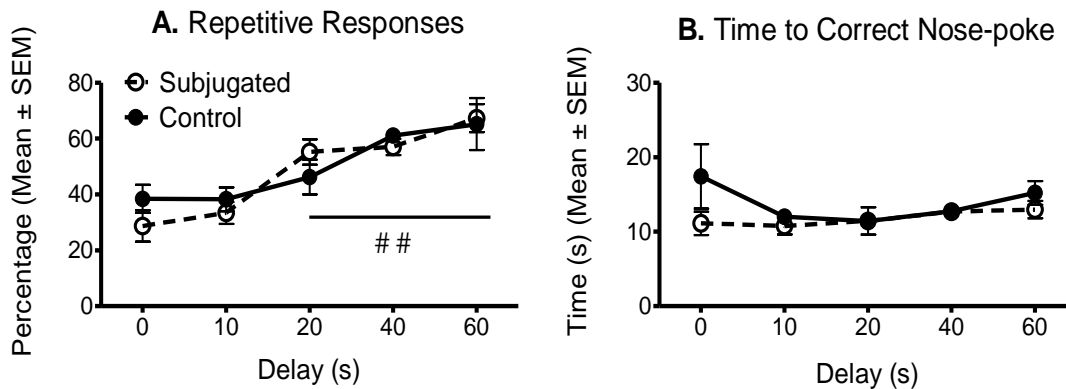 A. Repetitive Responses
Percentage (Mean ± SEM)
80
60
40
20
0
Subjugated
Control
# #
0 10 20 40 60
Delay (s)
B. Time to Correct Nose-poke
Time (s) (Mean ± SEM)
30
20
10
0
0 10 20 40 60
Delay (s)